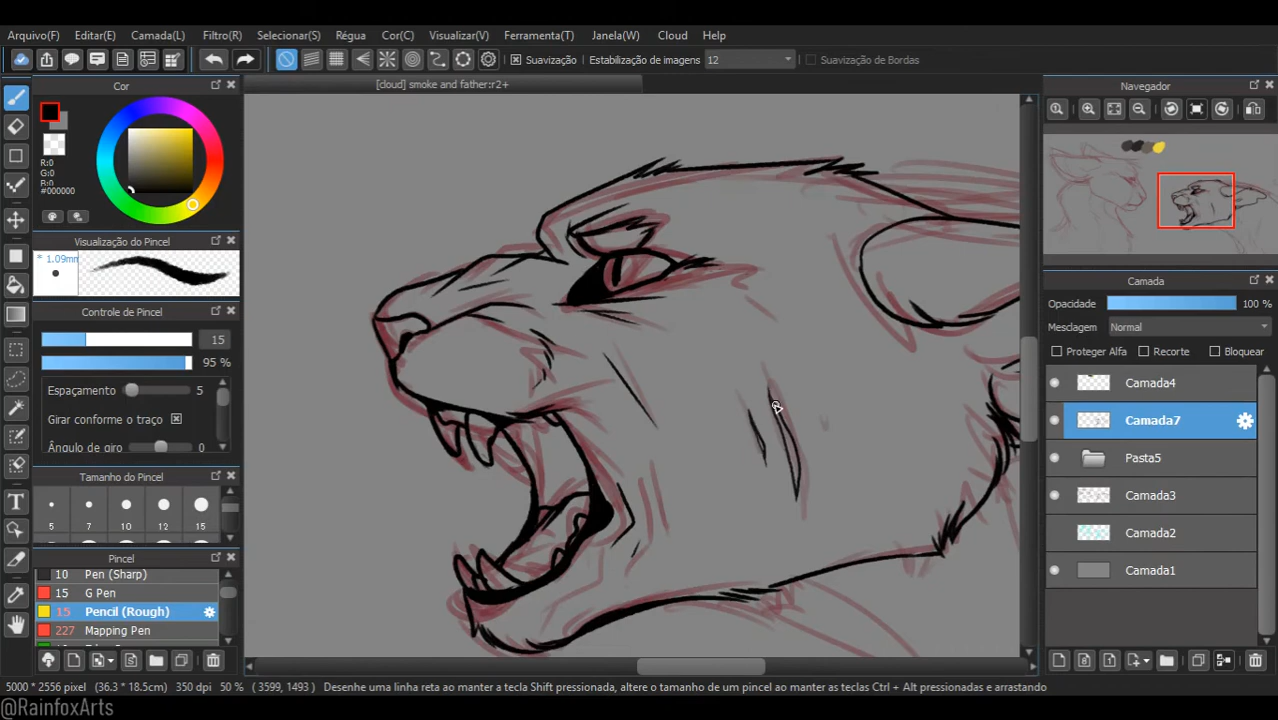 Arquivo(F) Editar(E) Camada(L) Filtro(R) Selecionar(S) Régua Cor(C) Visualizar(V) Ferramenta(T) Janela(W) Cloud Help
Suavização Estabilização de imagens 12 Suavização de Bordas
Cor
[cloud] smoke and father:r2+
Navegador
R:0
G:0
B:0
#000000
Visualização do Pincel
* 1.09mm
Controle de Pincel
15
95 %
Espaçamento 5
Girar conforme o traço
Ângulo de giro 0
Tamanho do Pincel
5 7 10 12 15
Pincel
10 Pen (Sharp)
15 G Pen
15 Pencil (Rough)
227 Mapping Pen
Camada
Opacidade 100 %
Mesclagem Normal
Proteger Alfa Recorte Bloquear
Camada4
Camada7
Pasta5
Camada3
Camada2
Camada1
5000 * 2556 pixel (36.3 * 18.5cm) 350 dpi 50 % ( 3599, 1493 ) Desenhe uma linha reta ao manter a tecla Shift pressionada, altere o tamanho de um pincel ao manter as teclas Ctrl + Alt pressionadas e arrastando
@RainfoxArts